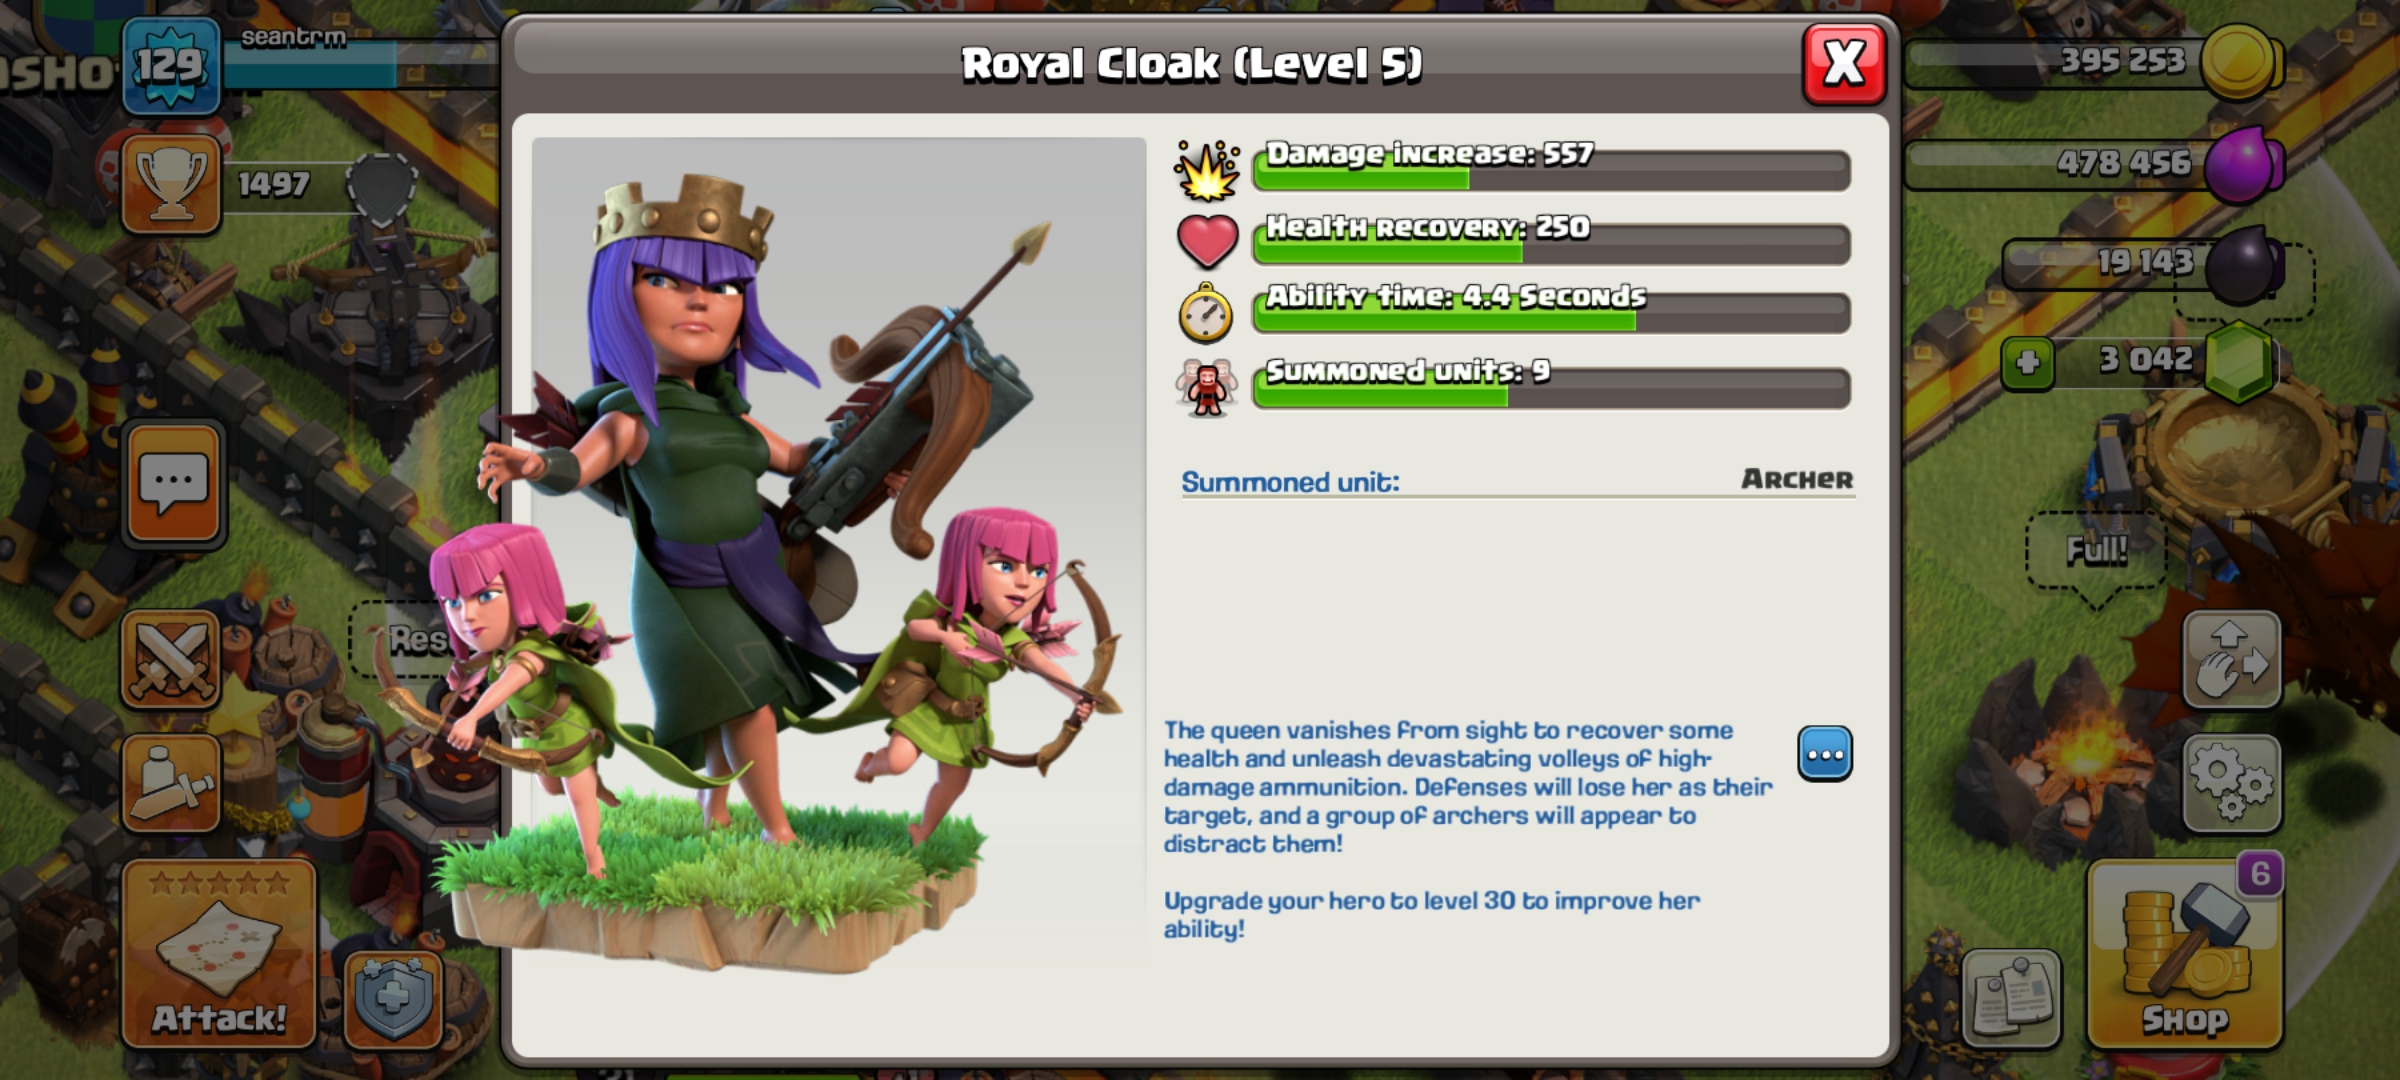 129
seantrm
1497
Res
Attack!
Royal Cloak (Level 5)
X
Damage increase: 557
Health recovery: 250
Ability time: 4.4 Seconds
Summoned units: 9
Summoned unit: Archer
The queen vanishes from sight to recover some
health and unleash devastating volleys of high-
damage ammunition. Defenses will lose her as their
target, and a group of archers will appear to
distract them!
Upgrade your hero to level 30 to improve her
ability!
395 253
478 456
19 143
3 042
Full!
6
Shop